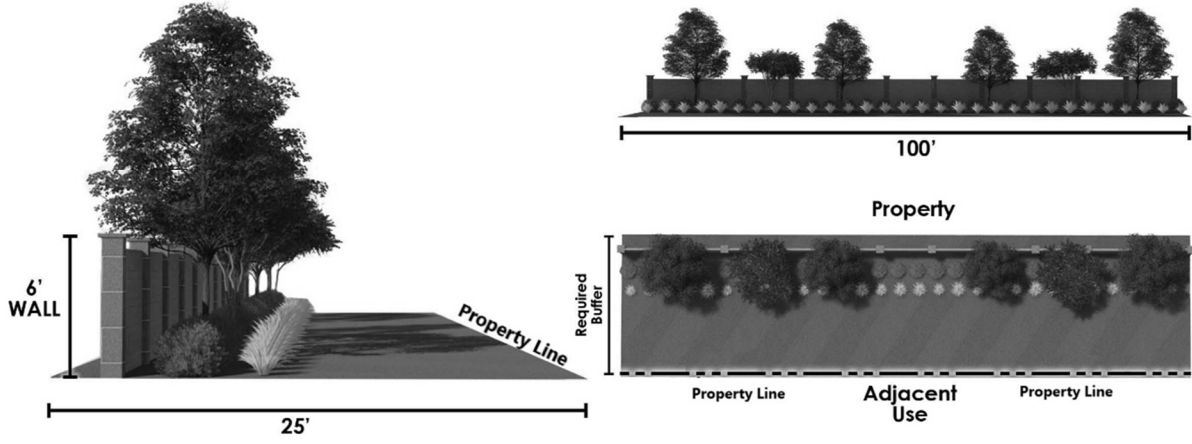 6’
WALL
Property Line
25’
100’
Property
Required
Buffer
Property Line
Adjacent
Use
Property Line